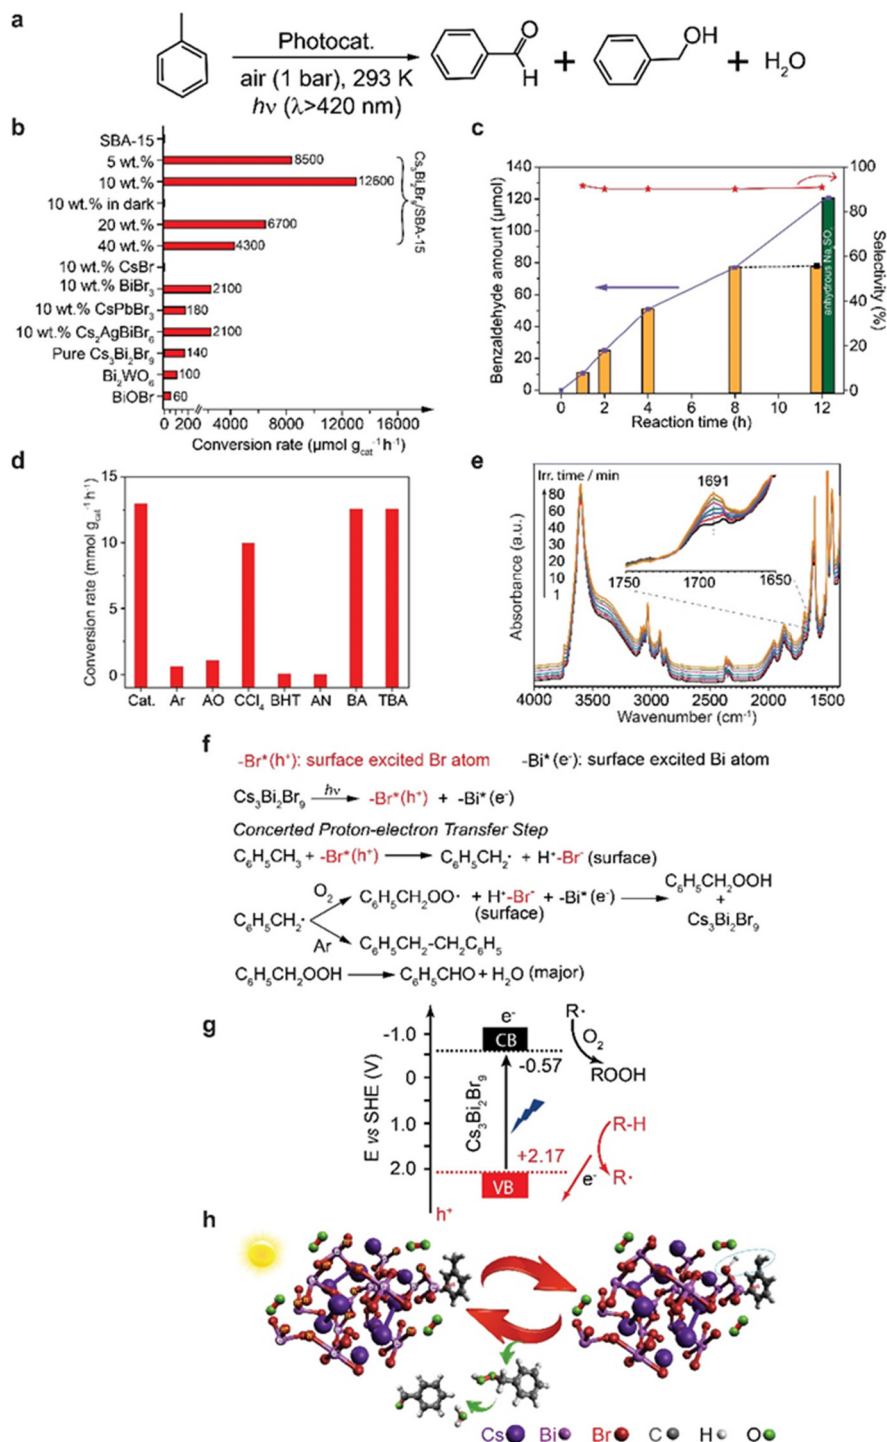 a
Photocat.
air (1 bar), 293 K
hν (λ>420 nm)
O
H
+
OH
+ H₂O
b
SBA-15
5 wt.% 8500
10 wt.% 12600
10 wt.% in dark
20 wt.% 6700
40 wt.% 4300
10 wt.% CsBr
10 wt.% BiBr₃ 2100
10 wt.% CsPbBr₃ 180
10 wt.% Cs₂AgBiBr₆ 2100
Pure Cs₃Bi₂Br₉ 140
Bi₂WO₆ 100
BiOBr 60
Cs₃Bi₂Br₉/SBA-15
0 200 4000 8000 12000 16000
Conversion rate (µmol g_cat⁻¹ h⁻¹)
c
Benzaldehyde amount (µmol)
140
120
100
80
60
40
20
0
0 2 4 6 8 10 12
Reaction time (h)
100
80
60
40
20
0
Selectivity (%)
anhydrous Na₂SO₄
d
Conversion rate (mmol g_cat⁻¹ h⁻¹)
15
10
5
0
Cat. Ar AO CCl₄ BHT AN BA TBA
e
Absorbance (a.u.)
Irr. time / min
80
60
50
40
30
20
10
1
1691
1750 1700 1650
4000 3500 3000 2500 2000 1500
Wavenumber (cm⁻¹)
f
-Br*(h⁺): surface excited Br atom -Bi*(e⁻): surface excited Bi atom
Cs₃Bi₂Br₉ hν -Br*(h⁺) + -Bi*(e⁻)
Concerted Proton-electron Transfer Step
C₆H₅CH₃ + -Br*(h⁺) C₆H₅CH₂· + H⁺-Br⁻ (surface)
C₆H₅CH₂·
O₂ C₆H₅CH₂OO· + H⁺-Br⁻ + -Bi*(e⁻)
(surface)
C₆H₅CH₂OOH
+
Cs₃Bi₂Br₉
Ar C₆H₅CH₂-CH₂C₆H₅
C₆H₅CH₂OOH C₆H₅CHO + H₂O (major)
g
E vs SHE (V)
-1.0
0
1.0
2.0
h⁺
e⁻
CB
-0.57
Cs₃Bi₂Br₉
+2.17
VB
R·
O₂
ROOH
R-H
e⁻
R·
h
Cs Bi Br C H O